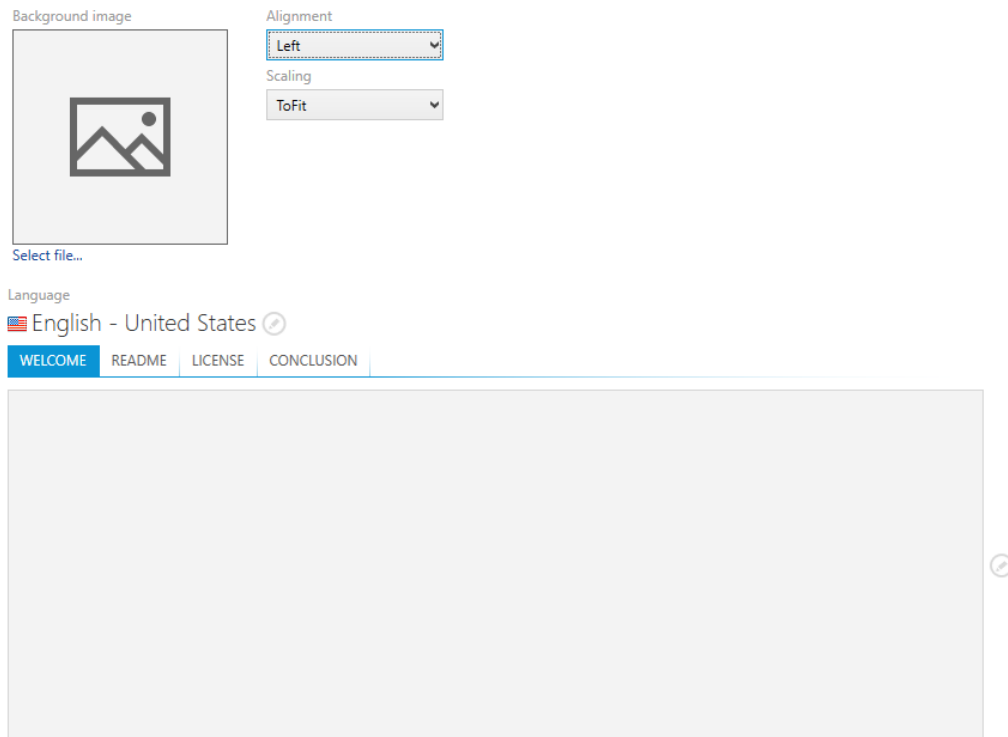 Background image
Alignment
Left
Scaling
ToFit
Select file...
Language
English - United States
WELCOME README LICENSE CONCLUSION